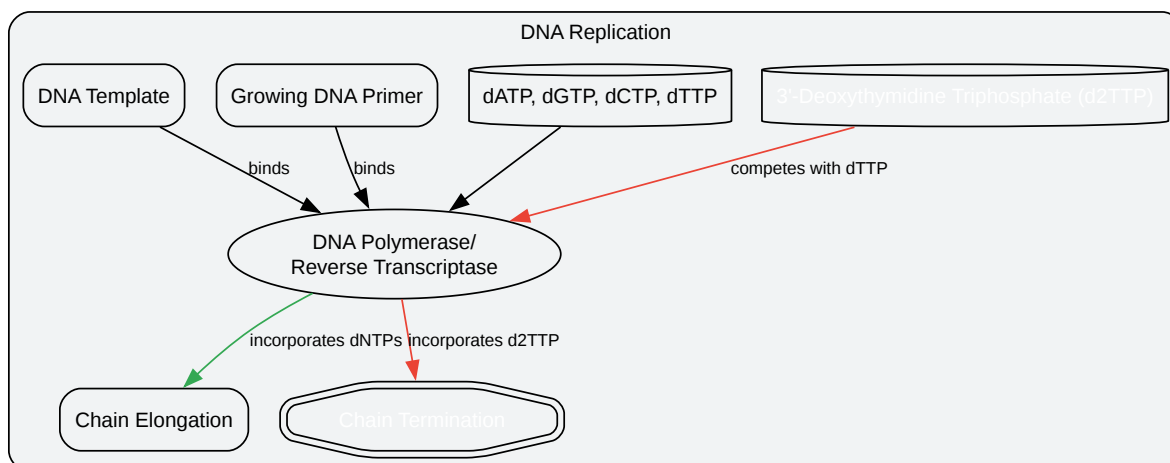 DNA Replication
DNA Template
Growing DNA Primer
dATP, dGTP, dCTP, dTTP
3'-Deoxythymidine Triphosphate (d2TTP)
binds
binds
competes with dTTP
DNA Polymerase/
Reverse Transcriptase
incorporates dNTPs
incorporates d2TTP
Chain Elongation
Chain Termination